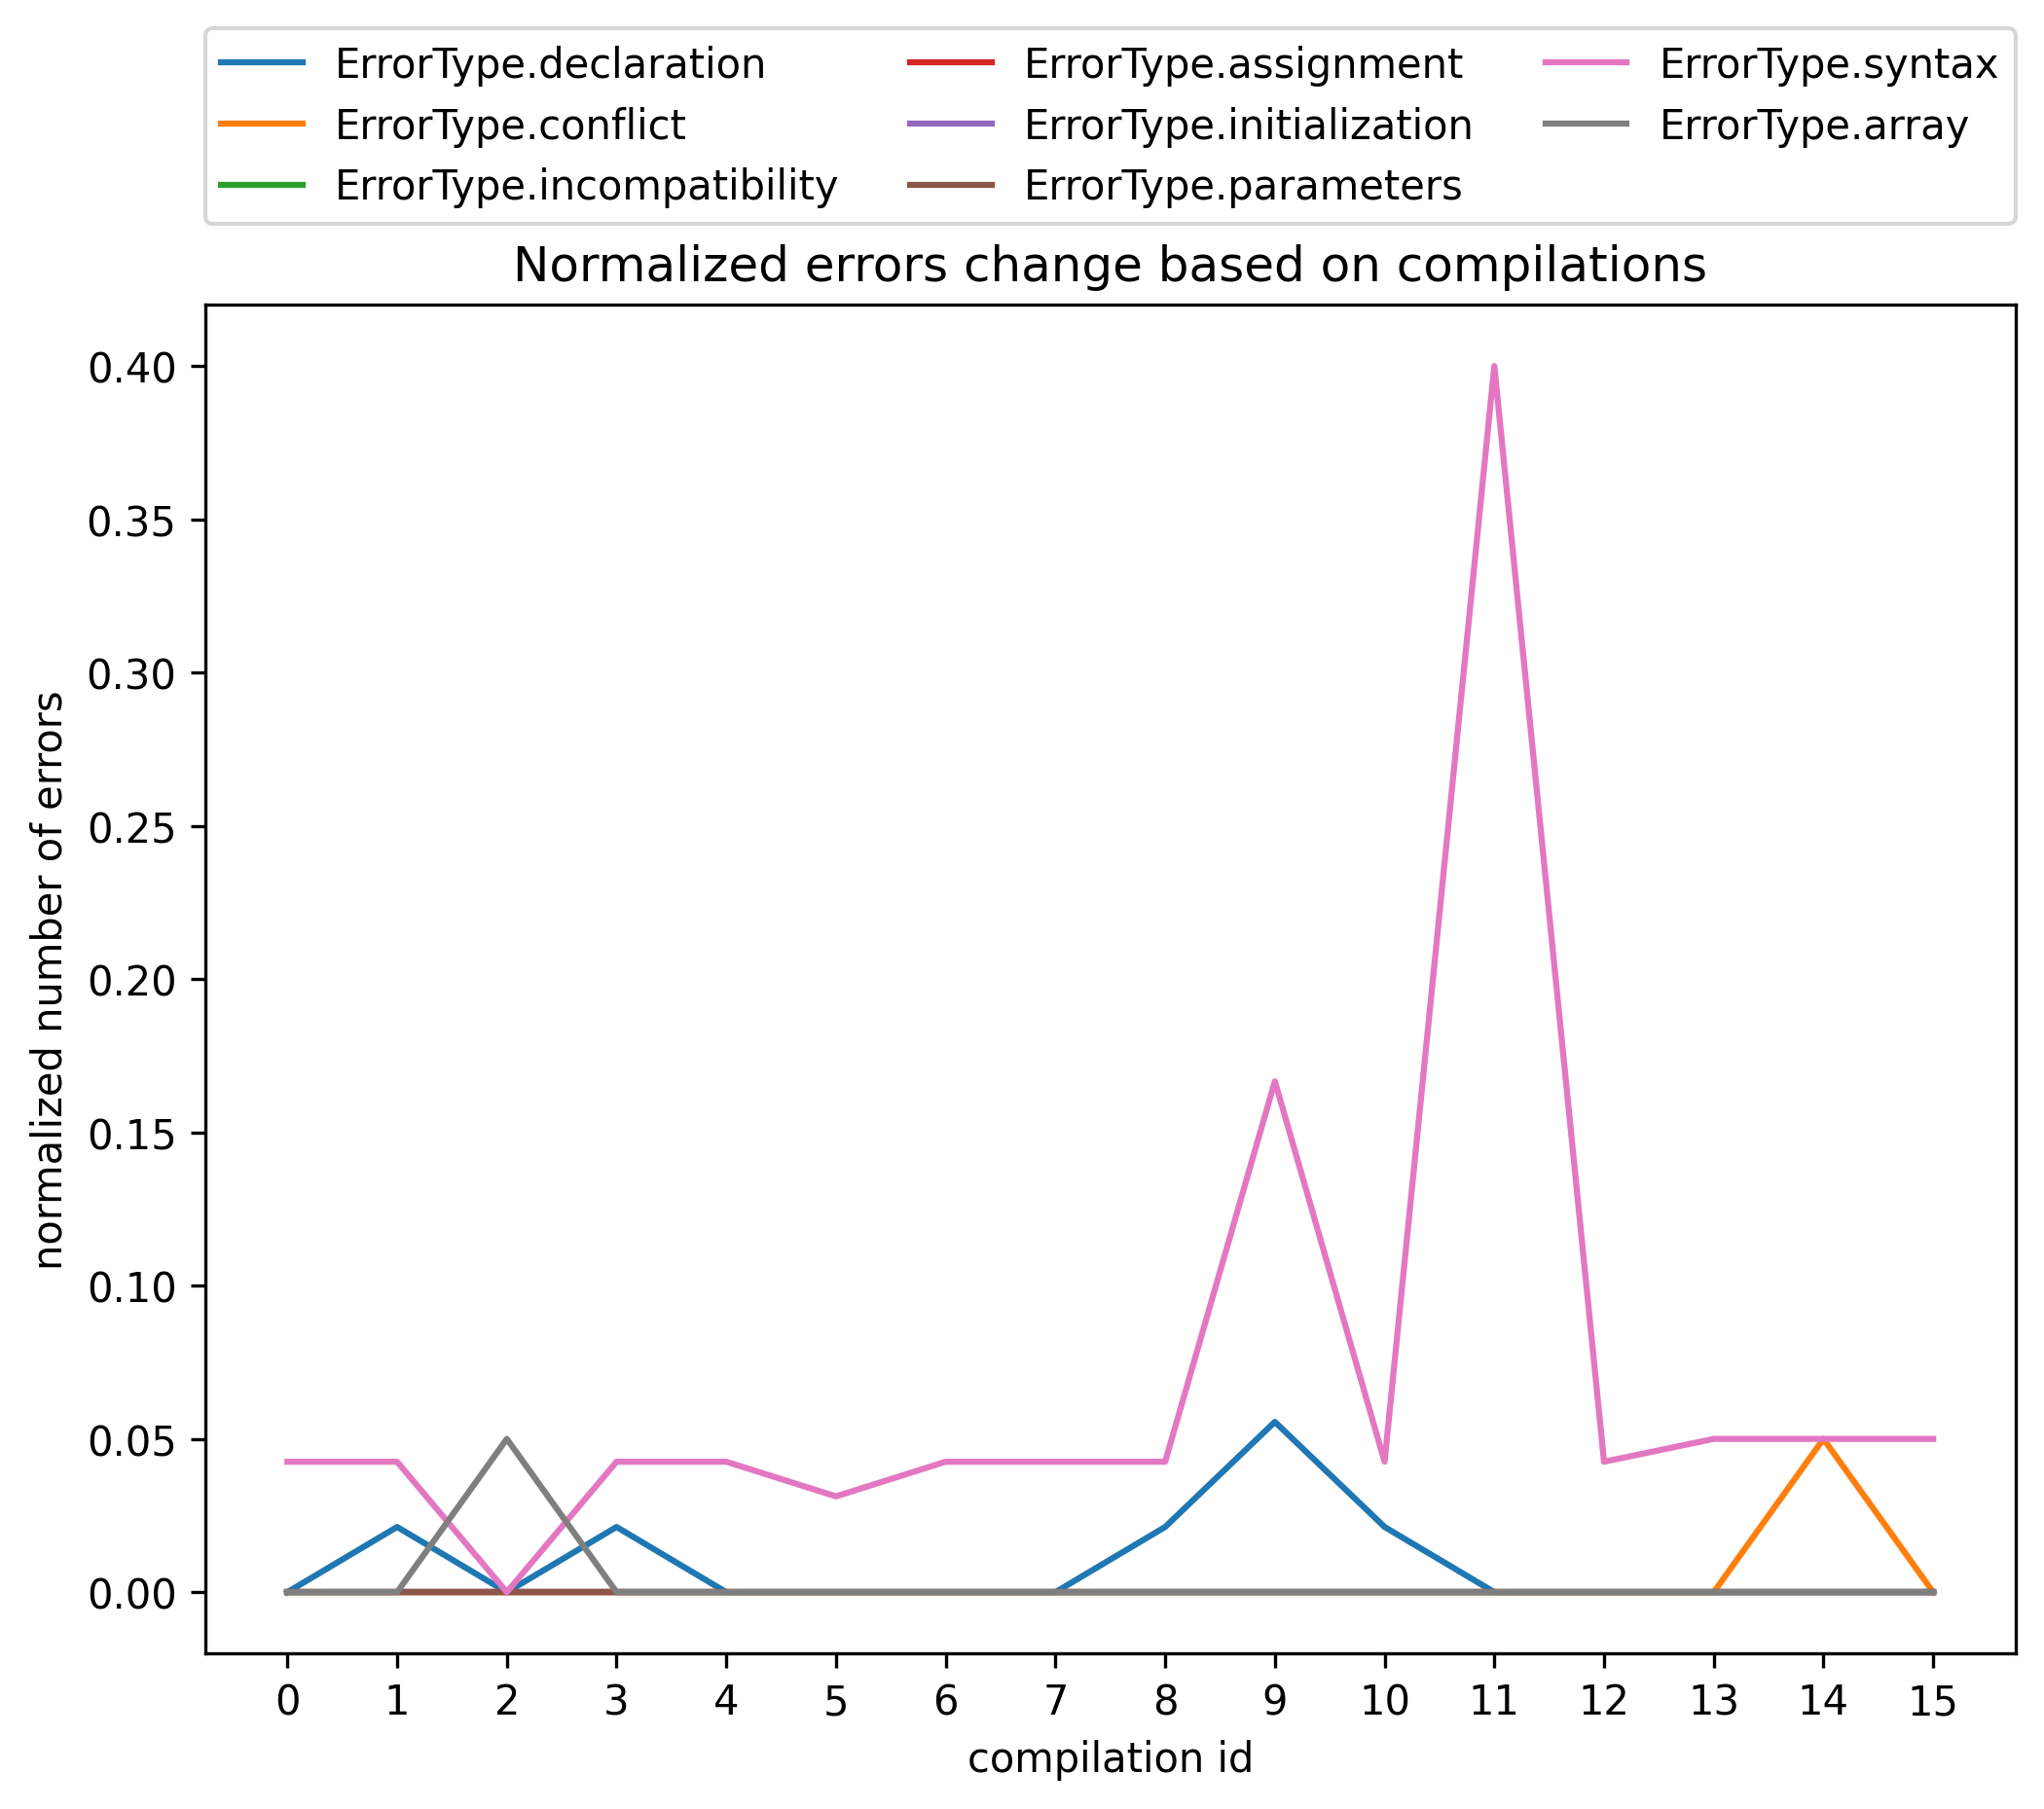 ErrorType.declaration
ErrorType.conflict
ErrorType.incompatibility
ErrorType.assignment
ErrorType.initialization
ErrorType.parameters
ErrorType.syntax
ErrorType.array
Normalized errors change based on compilations
0.40
0.35
0.30
0.25
0.20
0.15
0.10
0.05
0.00
normalized number of errors
0 1 2 3 4 5 6 7 8 9 10 11 12 13 14 15
compilation id